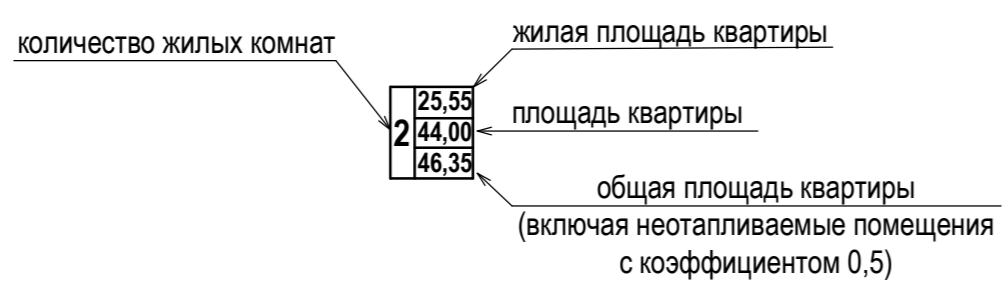 количество жилых комнат
жилая площадь квартиры
2
25,55
44,00
46,35
площадь квартиры
общая площадь квартиры
(включая неотапливаемые помещения
с коэффициентом 0,5)